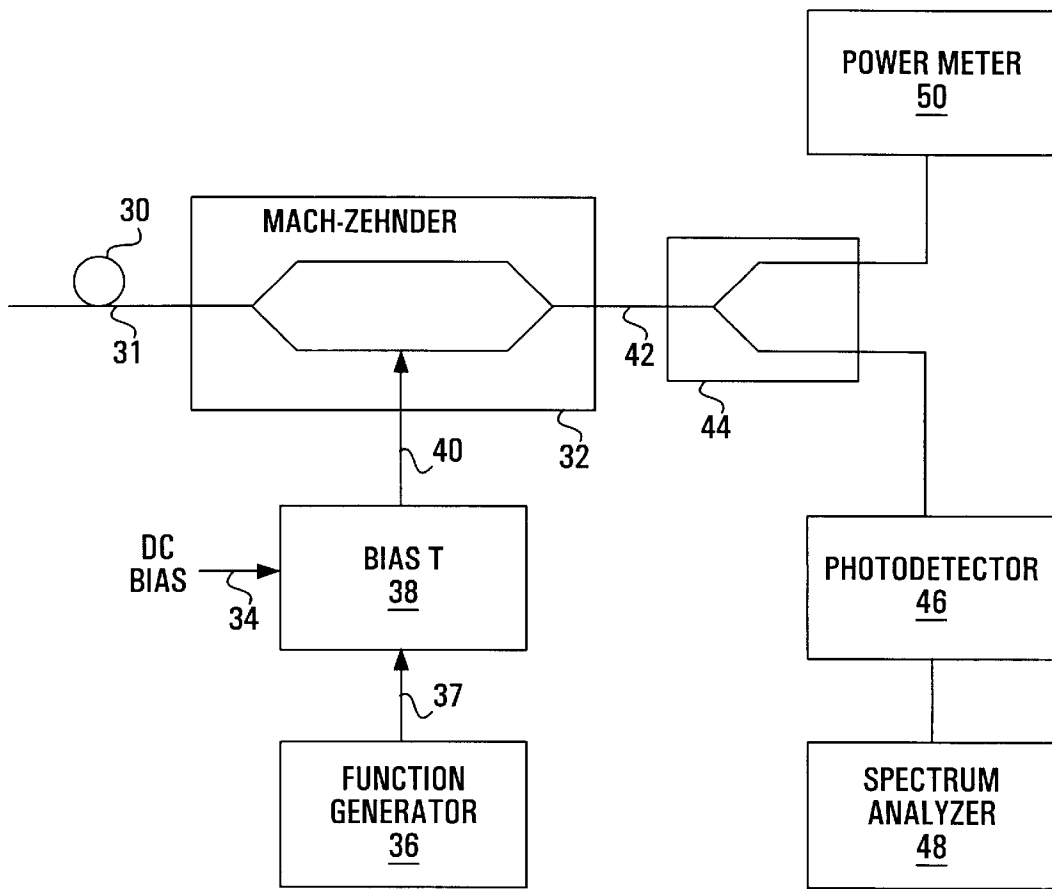 POWER METER
50
30
MACH-ZEHNDER
31
42
32
44
40
DC
BIAS
34
BIAS T
38
PHOTODETECTOR
46
37
FUNCTION
GENERATOR
36
SPECTRUM
ANALYZER
48